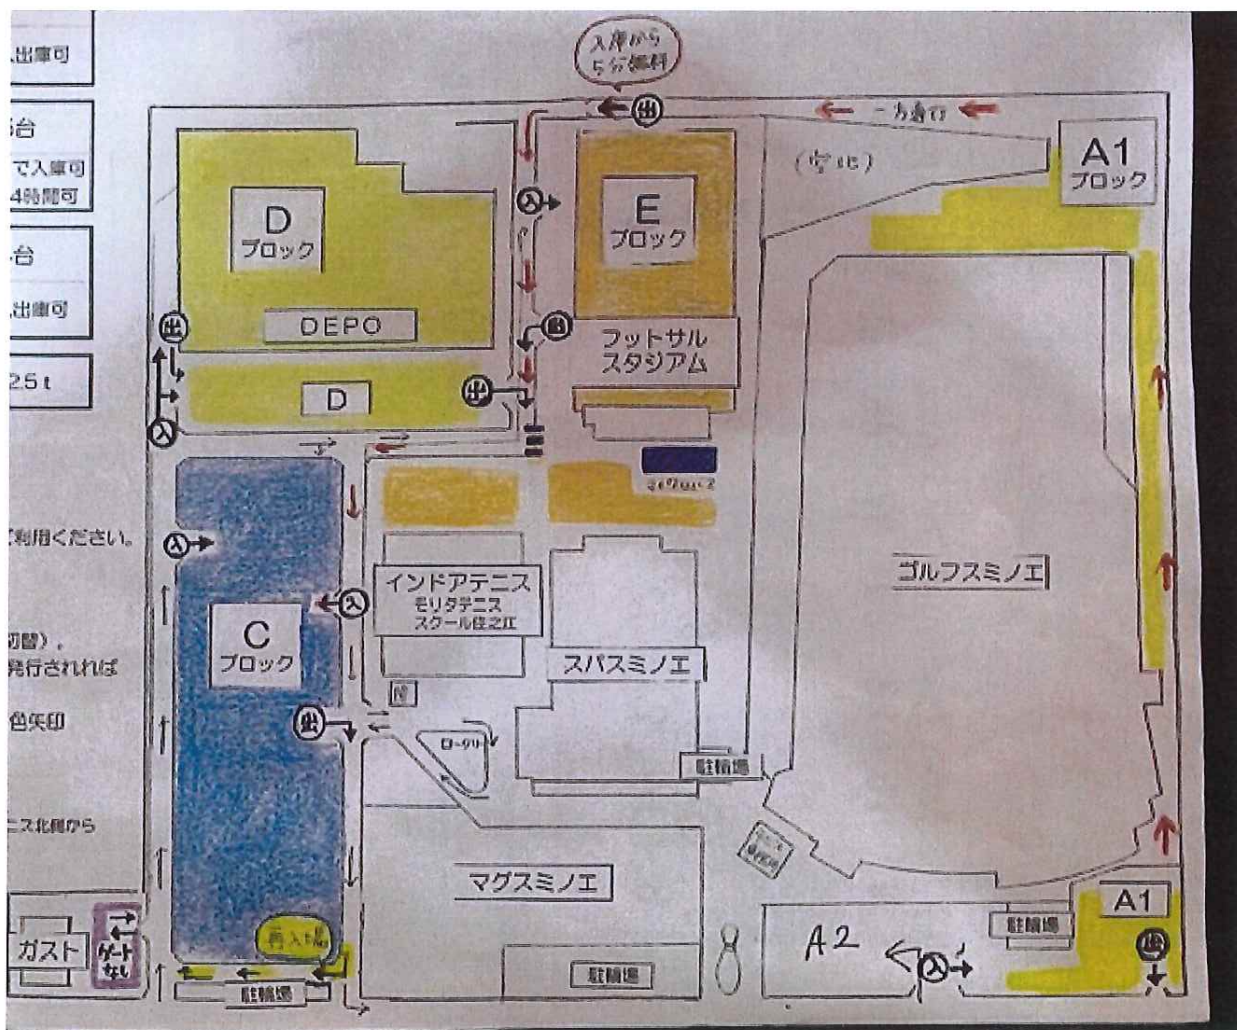 入庫から
5分無料
出庫可
台
で入庫可
4時間可
台
出庫可
2.5t
出
一方通行
(空地)
A1
ブロック
D
ブロック
入
E
ブロック
DEPO
出
出
フットサル
スタジアム
D
出
入
ご利用ください。
入
インドアテニス
モリタテニス
スクール住之江
入
ゴルフスミノエ
C
ブロック
切替）。
発行されれば
スパスミノエ
色矢印
出
ロータリー
駐輪場
ニス北側から
マグスミノエ
ガスト
ゲート
なし
再入場
駐輪場
駐輪場
A2
入
駐輪場
A1
出